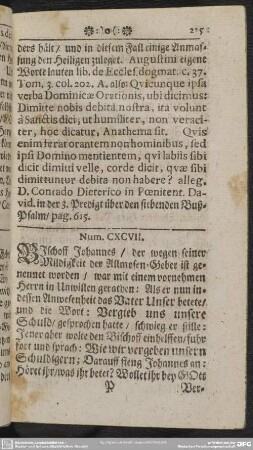 215
ders hält/ und in diesem Fall einige Anmas-
sung den Heiligen zuleget. Augustini eigene
Worte lauten lib. de Eccles. dogmat. c. 37.
Tom. 3. col. 202. A. also: Quicunque ipsa
verba Dominicæ Orationis, ubi dicimus:
Dimitte nobis debita nostra, ita volunt
à Sanctis dici, ut humiliter, non veraci-
ter, hoc dicatur, Anathema sit. Quis
enim ferat orantem non hominibus, sed
ipsi Domino mentientem, qui labiis sibi
dicit dimitti velle, corde dicit, quæ sibi
dimittuntur debita non habere? alleg.
D. Conrado Dieterico in Pœnitent. Da-
vid. in der 3. Predigt über den siebenden Buß-
Psalm/ pag. 615.
Num. CXCVII.
BIschoff Johannes/ der wegen seiner
Mildigkeit der Allmosen-Geber ist ge-
nennet worden/ war mit einem vornehmen
Herrn in Unwillen gerathen: Als er nun in
dessen Anwesenheit das Vater Unser betete/
und die Wort: Vergieb uns unsere
Schuld/ gesprochen hatte/ schwieg er stille:
Jener aber wolte den Bischoff einhelffen/ fuhr
fort und sprach: Wie wir vergeben unsern
Schuldigern; Darauff fieng Johannes an:
Höret ihr/ was ihr betet? Wollet ihr bey GOtt
P
Ver-